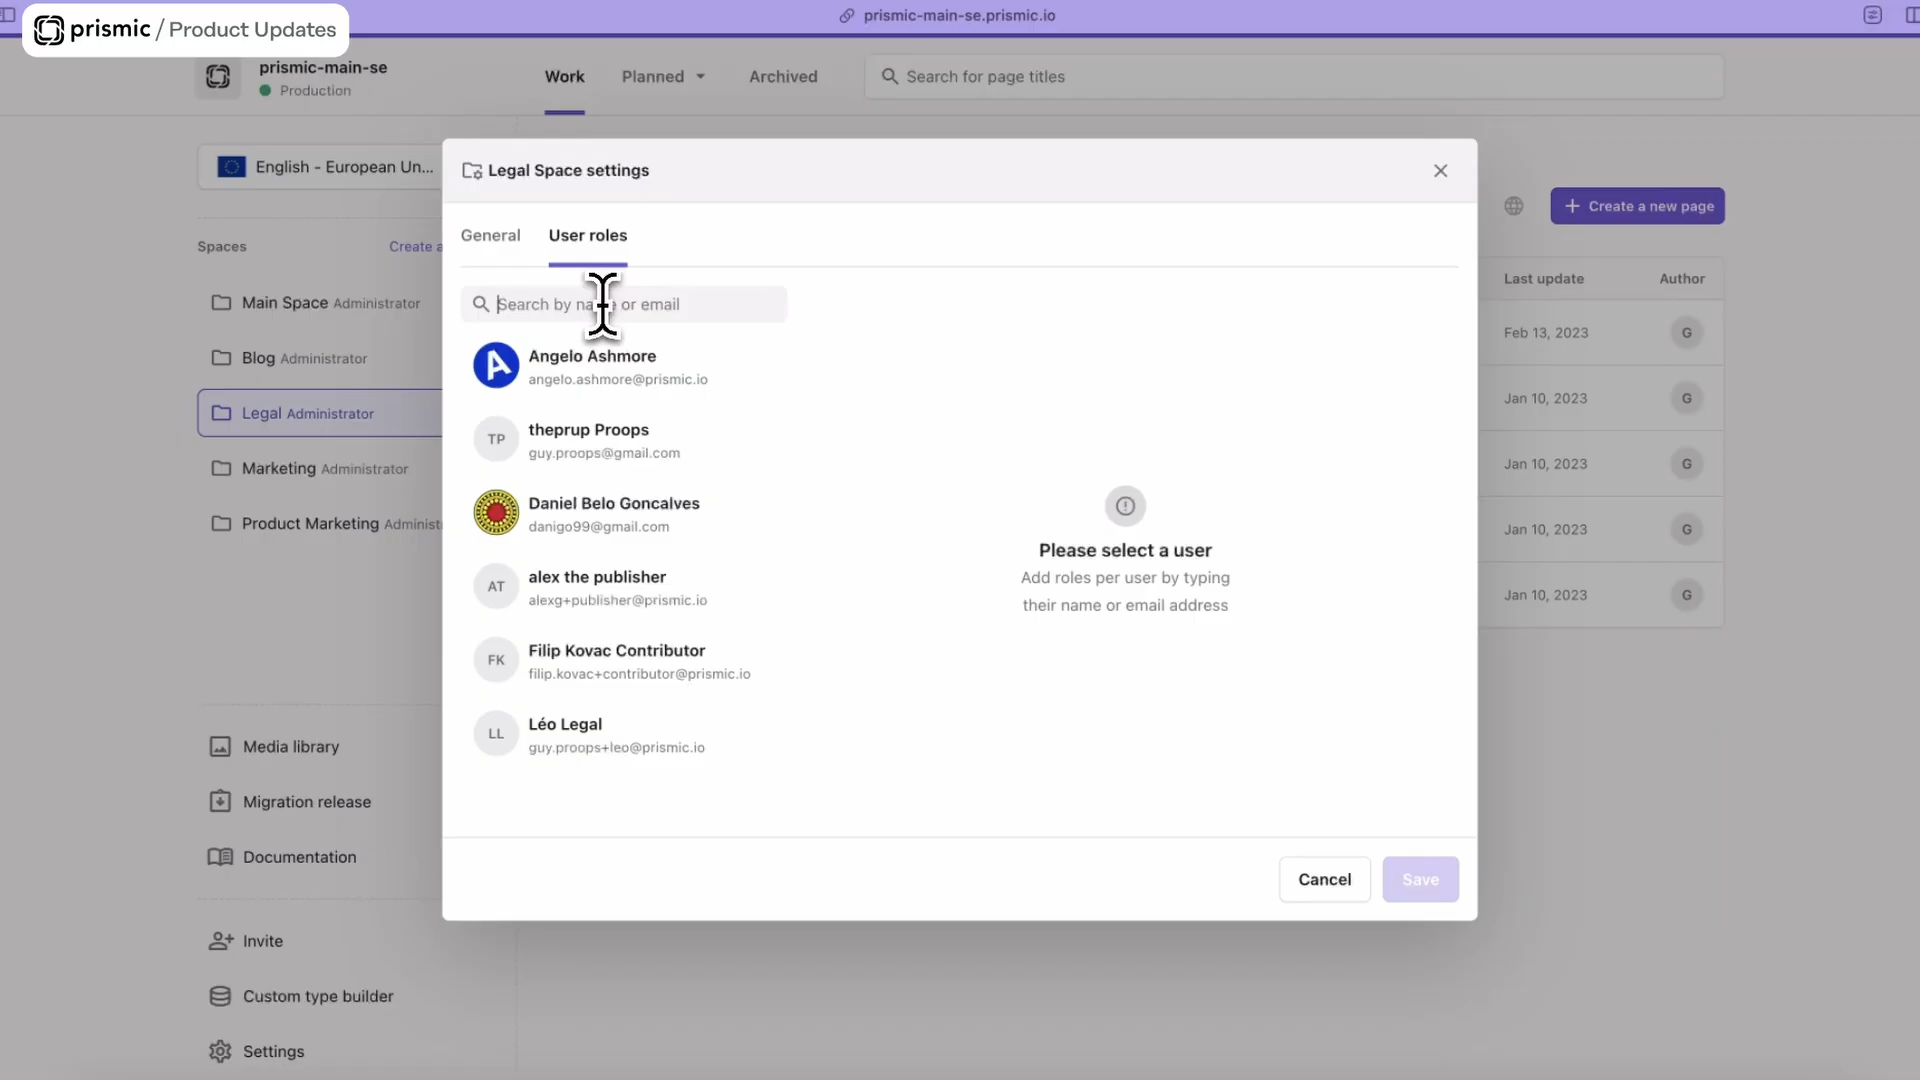 prismic / Product Updates
prismic-main-se.prismic.io
prismic-main-se
Production
Work
Planned
Archived
Search for page titles
English - European Un...
Spaces
Create a
Main Space Administrator
Blog Administrator
Legal Administrator
Marketing Administrator
Product Marketing Administ
Media library
Migration release
Documentation
Invite
Custom type builder
Settings
Legal Space settings
General
User roles
Search by name or email
A
Angelo Ashmore
angelo.ashmore@prismic.io
TP
theprup Proops
guy.proops@gmail.com
Daniel Belo Goncalves
danigo99@gmail.com
AT
alex the publisher
alexg+publisher@prismic.io
FK
Filip Kovac Contributor
filip.kovac+contributor@prismic.io
LL
Léo Legal
guy.proops+leo@prismic.io
Please select a user
Add roles per user by typing
their name or email address
Cancel
Save
Create a new page
Last update
Author
Feb 13, 2023
G
Jan 10, 2023
G
Jan 10, 2023
G
Jan 10, 2023
G
Jan 10, 2023
G